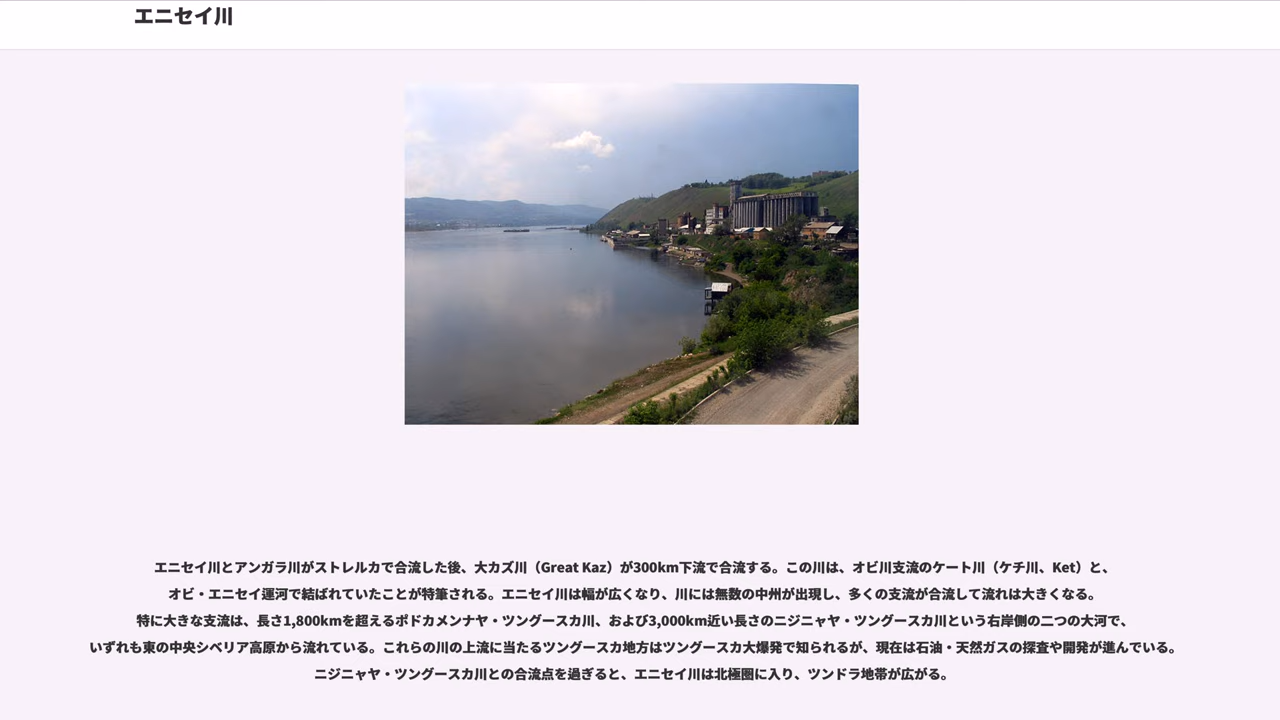 エニセイ川
エニセイ川とアンガラ川がストレルカで合流した後、大カズ川（Great Kaz）が300km下流で合流する。この川は、オビ川支流のケート川（ケチ川、Ket）と、
オビ・エニセイ運河で結ばれていたことが特筆される。エニセイ川は幅が広くなり、川には無数の中州が出現し、多くの支流が合流して流れは大きくなる。
特に大きな支流は、長さ1,800kmを超えるポドカメンナヤ・ツングースカ川、および3,000km近い長さのニジニャヤ・ツングースカ川という右岸側の二つの大河で、
いずれも東の中央シベリア高原から流れている。これらの川の上流に当たるツングースカ地方はツングースカ大爆発で知られるが、現在は石油・天然ガスの探査や開発が進んでいる。
ニジニャヤ・ツングースカ川との合流点を過ぎると、エニセイ川は北極圏に入り、ツンドラ地帯が広がる。